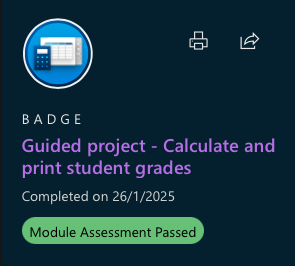 BADGE
Guided project - Calculate and
print student grades
Completed on 26/1/2025
Module Assessment Passed